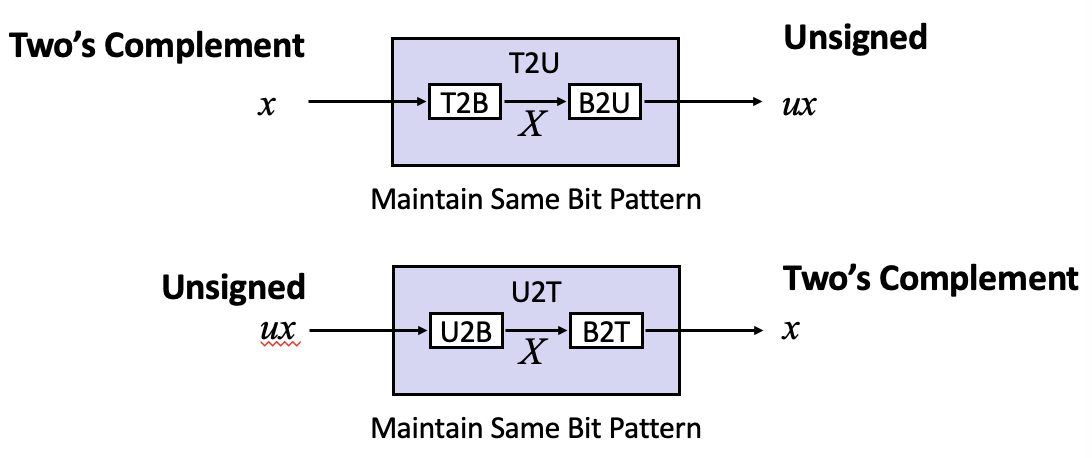 Two's Complement
Unsigned
T2U
x
T2B
X
B2U
ux
Maintain Same Bit Pattern
Unsigned
Two's Complement
U2T
ux
U2B
X
B2T
x
Maintain Same Bit Pattern